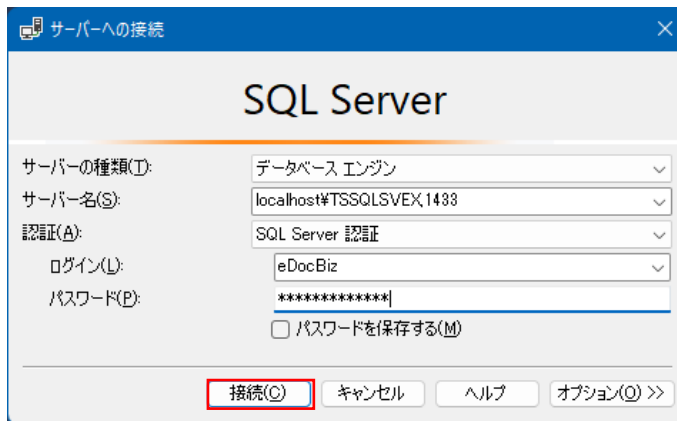 サーバーへの接続
SQL Server
サーバーの種類(T): データベース エンジン
サーバー名(S): localhost¥TSSQLSVEX,1433
認証(A): SQL Server 認証
ログイン(L): eDocBiz
パスワード(P): *************
パスワードを保存する(M)
接続(C) キャンセル ヘルプ オプション(O) >>